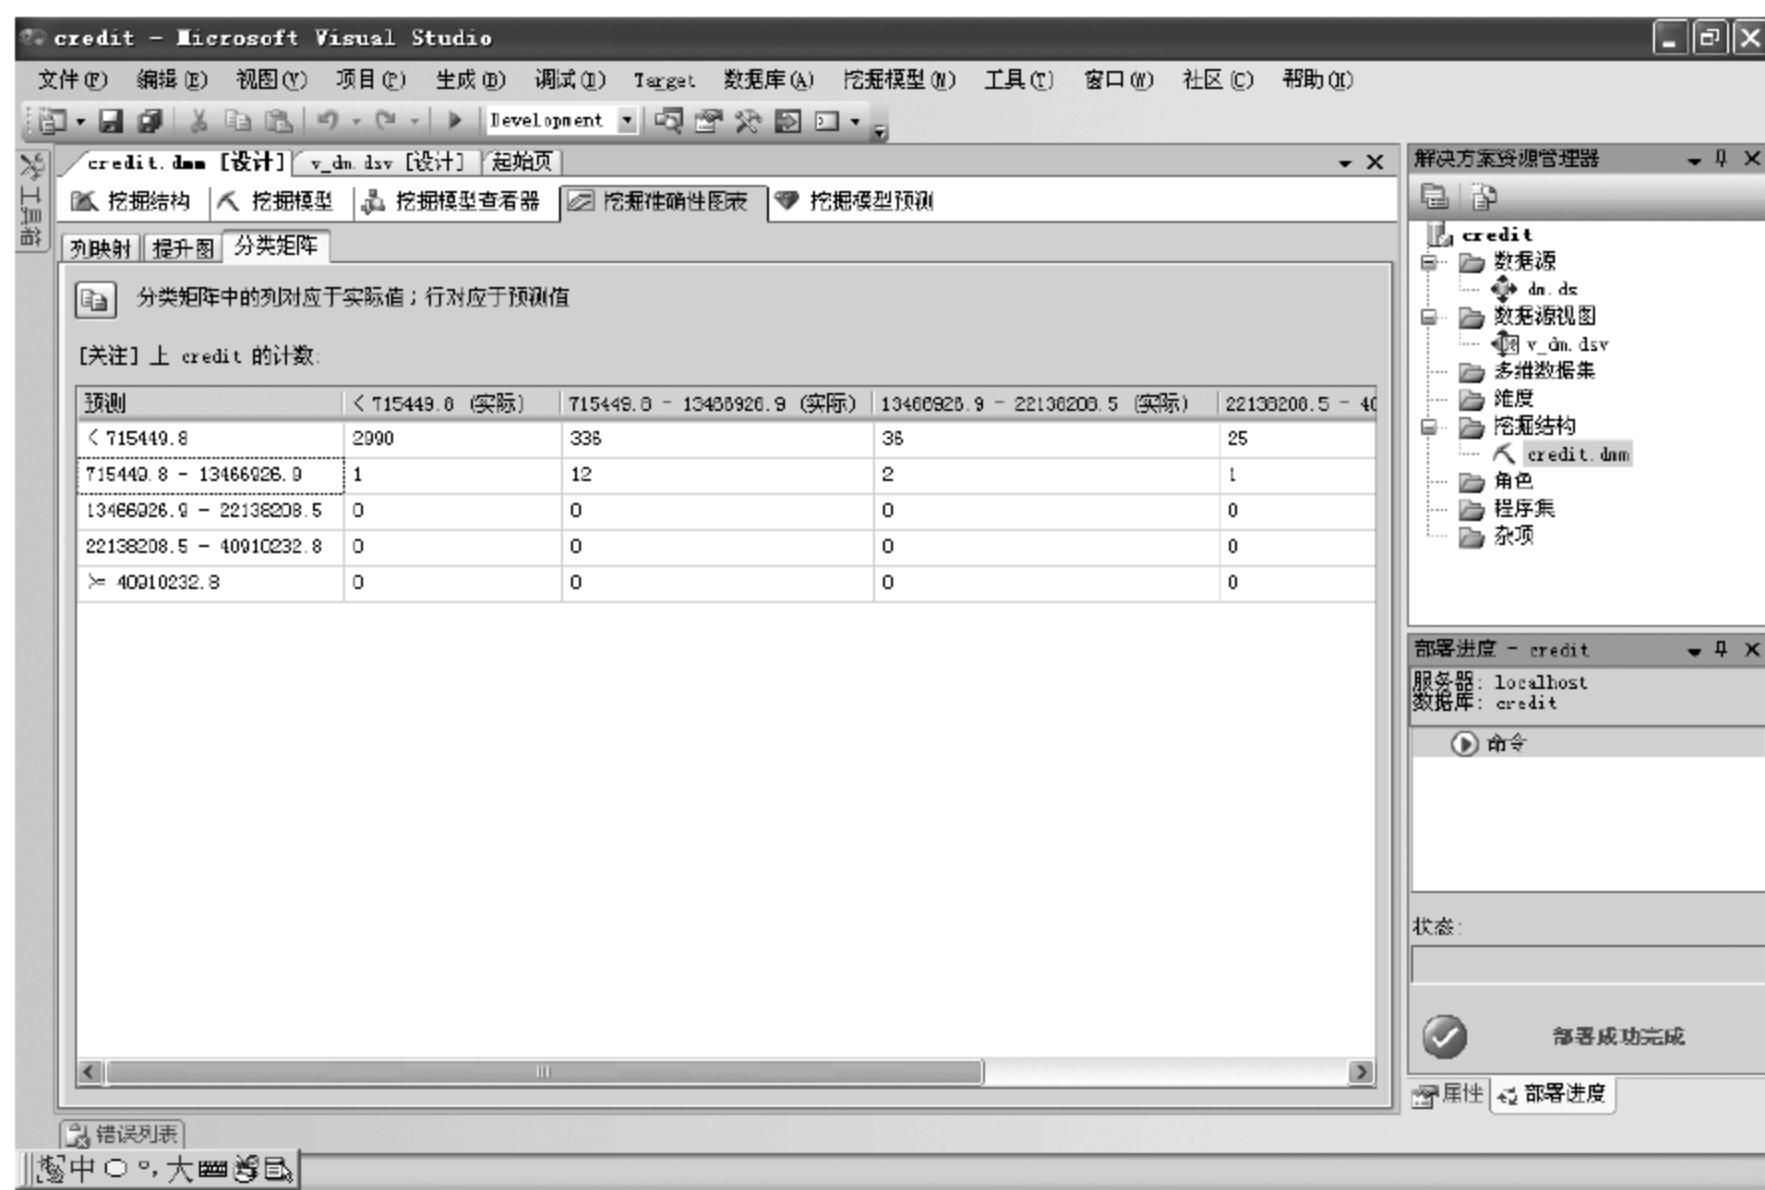 credit - Microsoft Visual Studio
文件(F) 编辑(E) 视图(V) 项目(P) 生成(B) 调试(D) Target 数据库(A) 挖掘模型(M) 工具(T) 窗口(W) 社区(C) 帮助(H)
Development
工具箱
credit.dmm [设计] v_dm.dsv [设计] 起始页
挖掘结构 挖掘模型 挖掘模型查看器 挖掘准确性图表 挖掘模型预测
列映射 提升图 分类矩阵
分类矩阵中的列对应于实际值；行对应于预测值
[关注] 上 credit 的计数:
预测 < 715449.8 (实际) 715449.8 - 13466926.9 (实际) 13466926.9 - 22138208.5 (实际) 22138208.5 - 40
< 715449.8 2990 336 36 25
715449.8 - 13466926.9 1 12 2 1
13466926.9 - 22138208.5 0 0 0 0
22138208.5 - 40910232.8 0 0 0 0
>= 40910232.8 0 0 0 0
错误列表
中 大
解决方案资源管理器
credit
数据源
dm.ds
数据源视图
v_dm.dsv
多维数据集
维度
挖掘结构
credit.dmm
角色
程序集
杂项
部署进度 - credit
服务器: localhost
数据库: credit
命令
状态:
部署成功完成
属性 部署进度